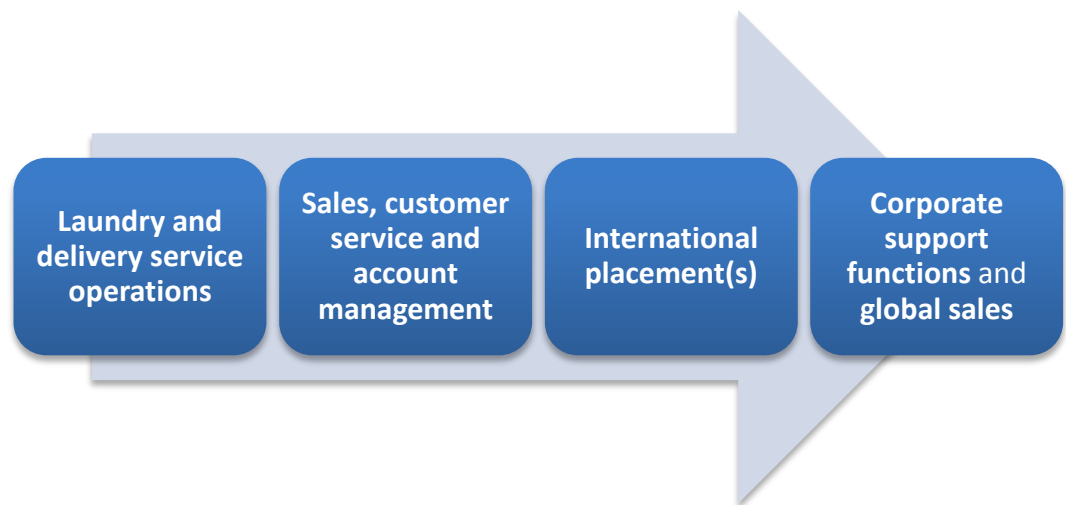 Laundry and
delivery service
operations
Sales, customer
service and
account
management
International
placement(s)
Corporate
support
functions and
global sales